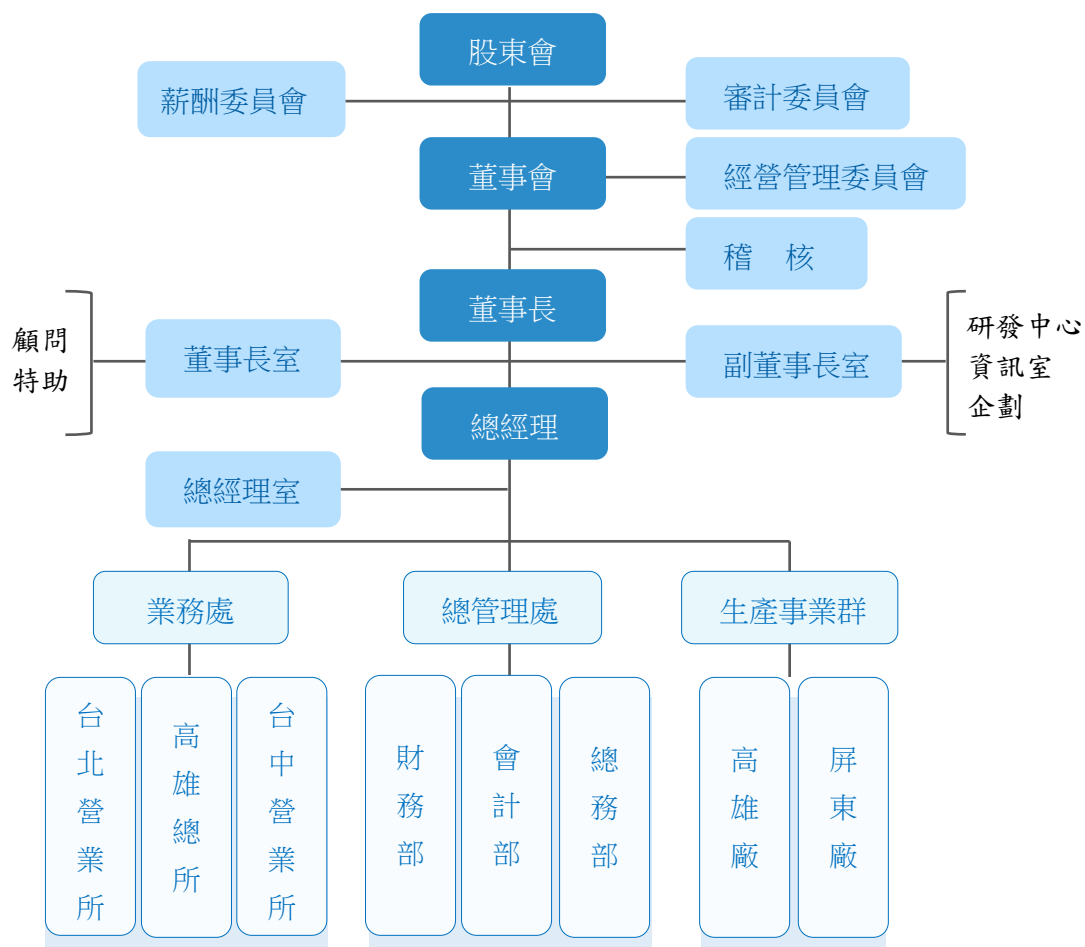 股東會
薪酬委員會
審計委員會
董事會
經營管理委員會
稽　核
董事長
顧問
特助
董事長室
副董事長室
研發中心
資訊室
企劃
總經理
總經理室
業務處
總管理處
生產事業群
台北營業所
高雄總所
台中營業所
財務部
會計部
總務部
高雄廠
屏東廠